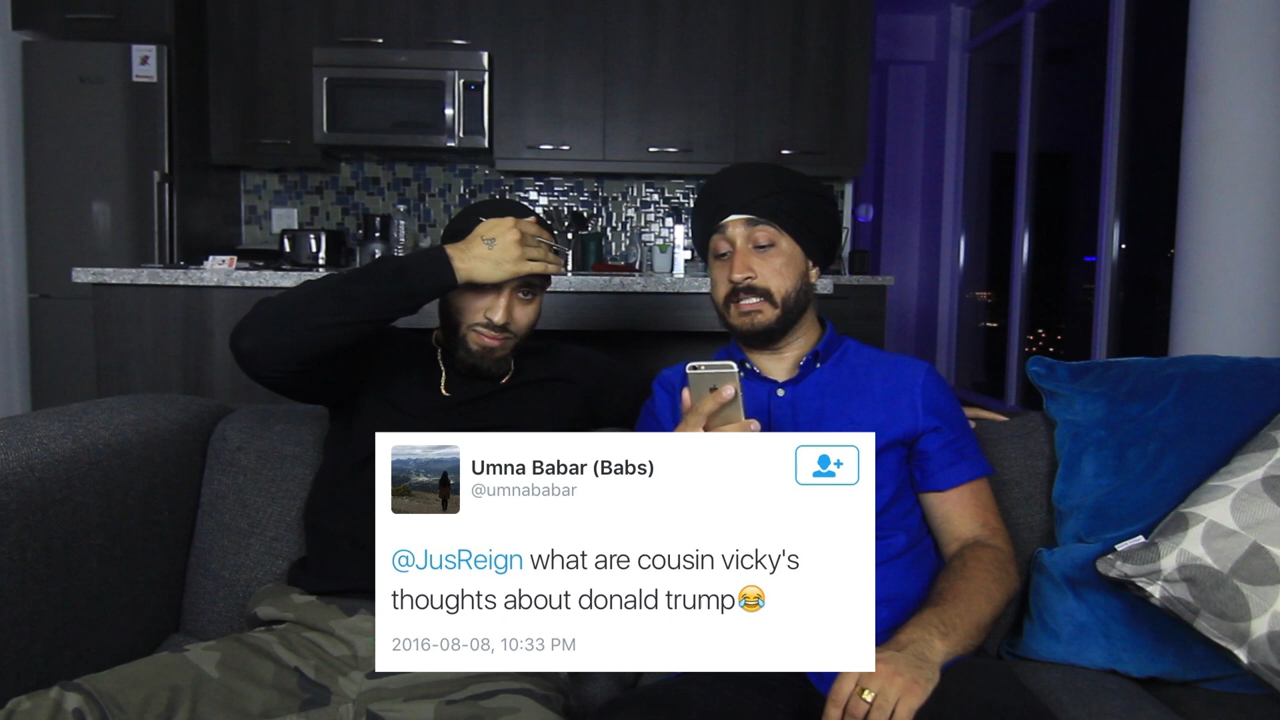 Umna Babar (Babs)
@umnababar
@JusReign what are cousin vicky's
thoughts about donald trump😂
2016-08-08, 10:33 PM